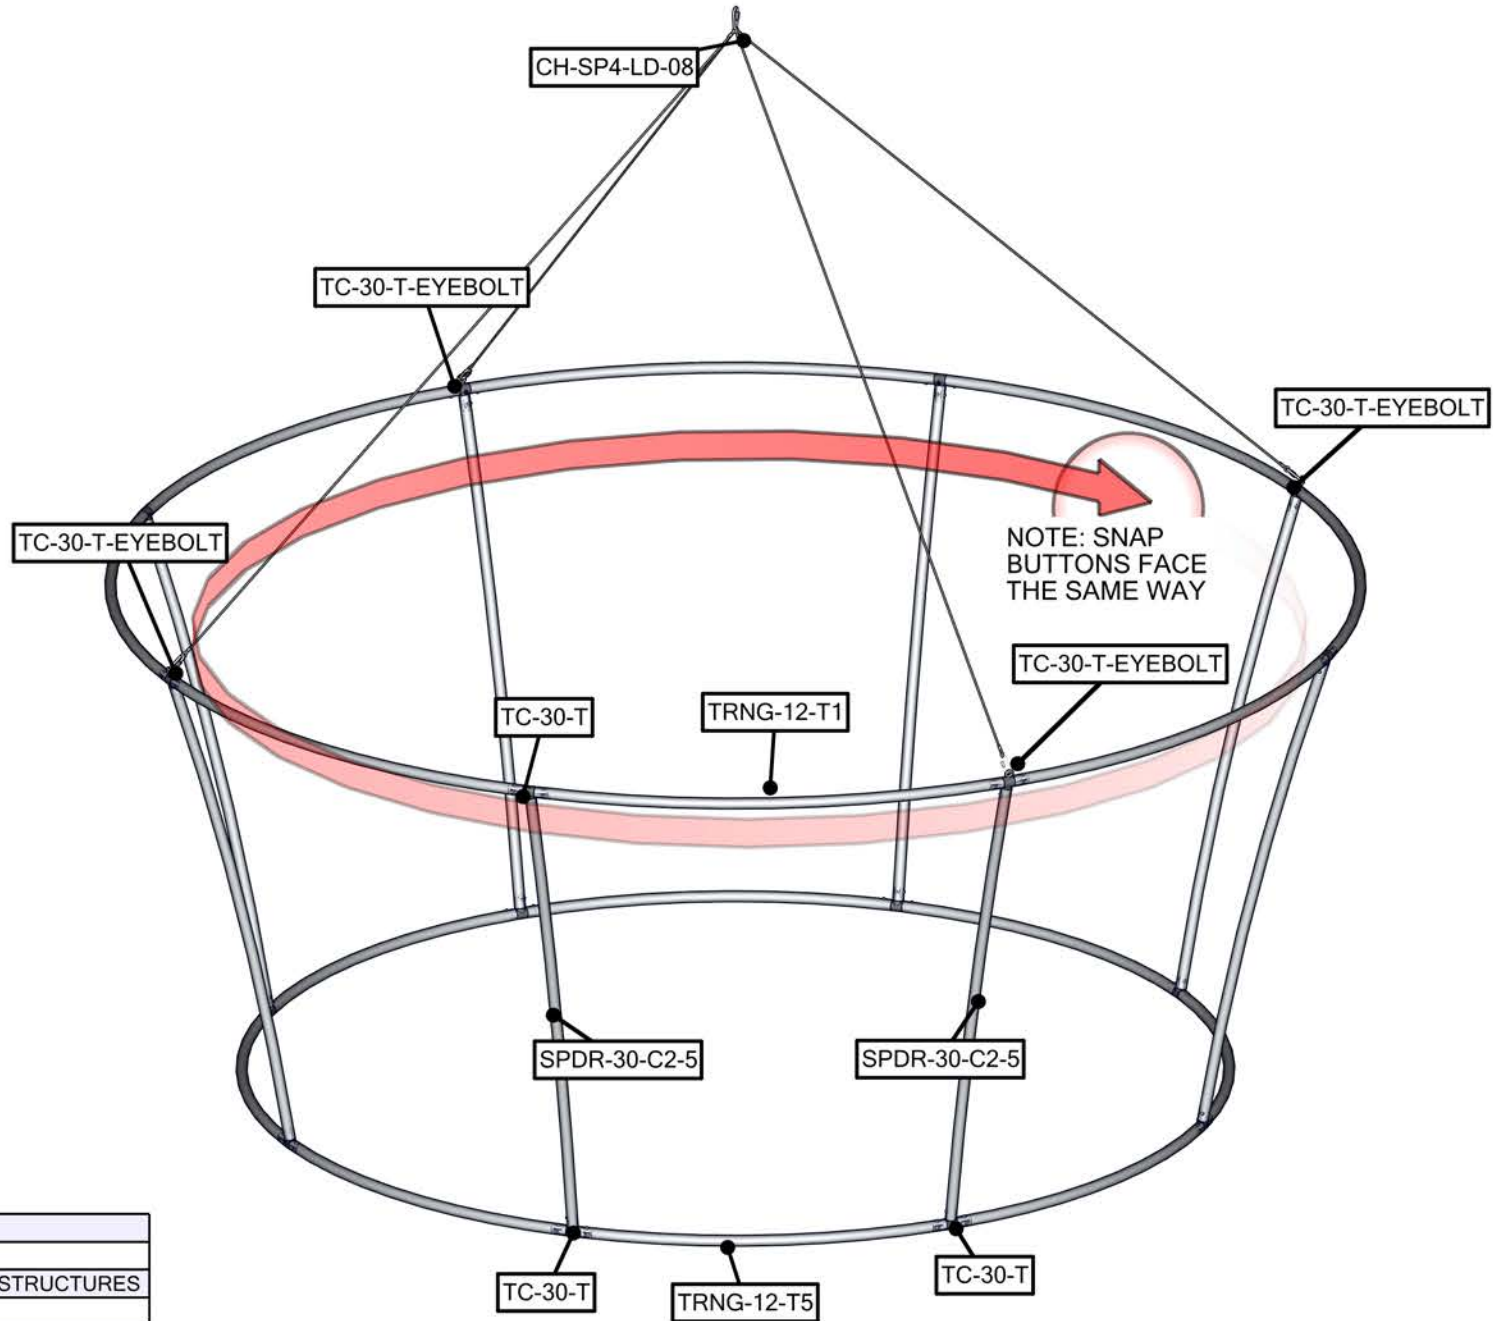 CH-SP4-LD-08
TC-30-T-EYEBOLT
TC-30-T-EYEBOLT
TC-30-T-EYEBOLT
NOTE: SNAP
BUTTONS FACE
THE SAME WAY
TC-30-T-EYEBOLT
TC-30-T
TRNG-12-T1
SPDR-30-C2-5
SPDR-30-C2-5
TC-30-T
TRNG-12-T5
TC-30-T
STRUCTURES